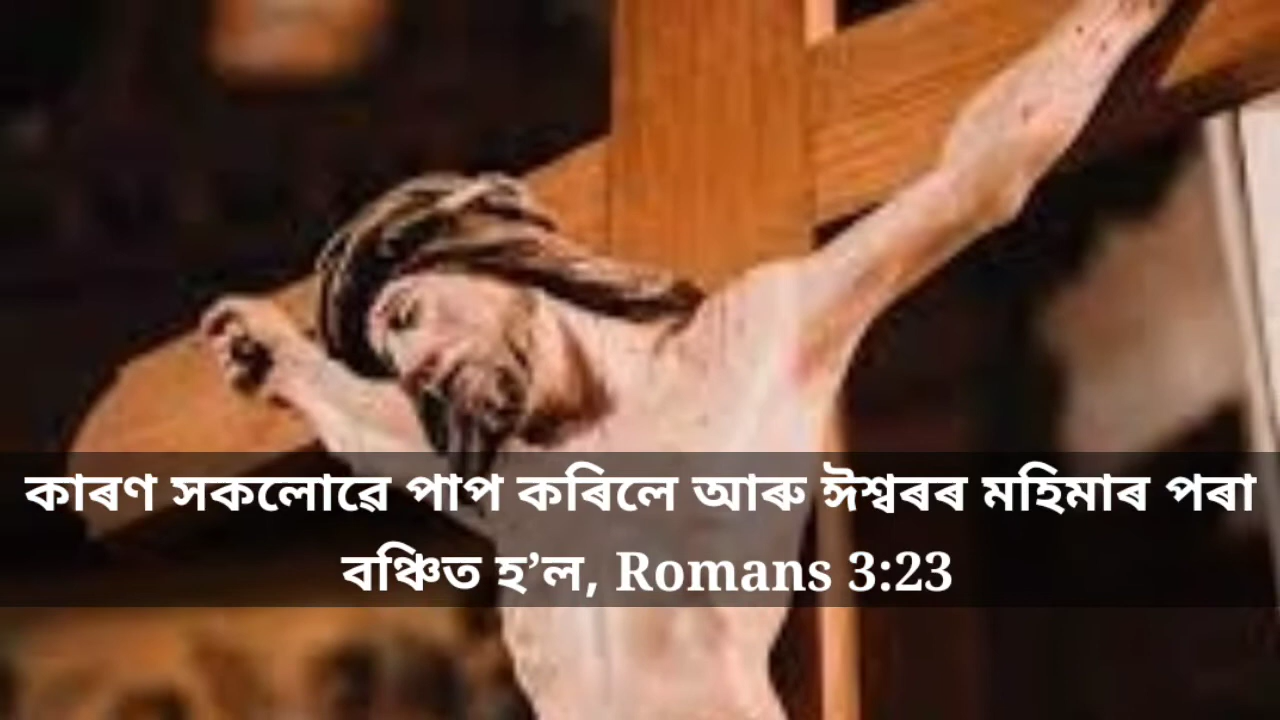 কাৰণ সকলোৱে পাপ কৰিলে আৰু ঈশ্বৰৰ মহিমাৰ পৰা
বঞ্চিত হ’ল, Romans 3:23